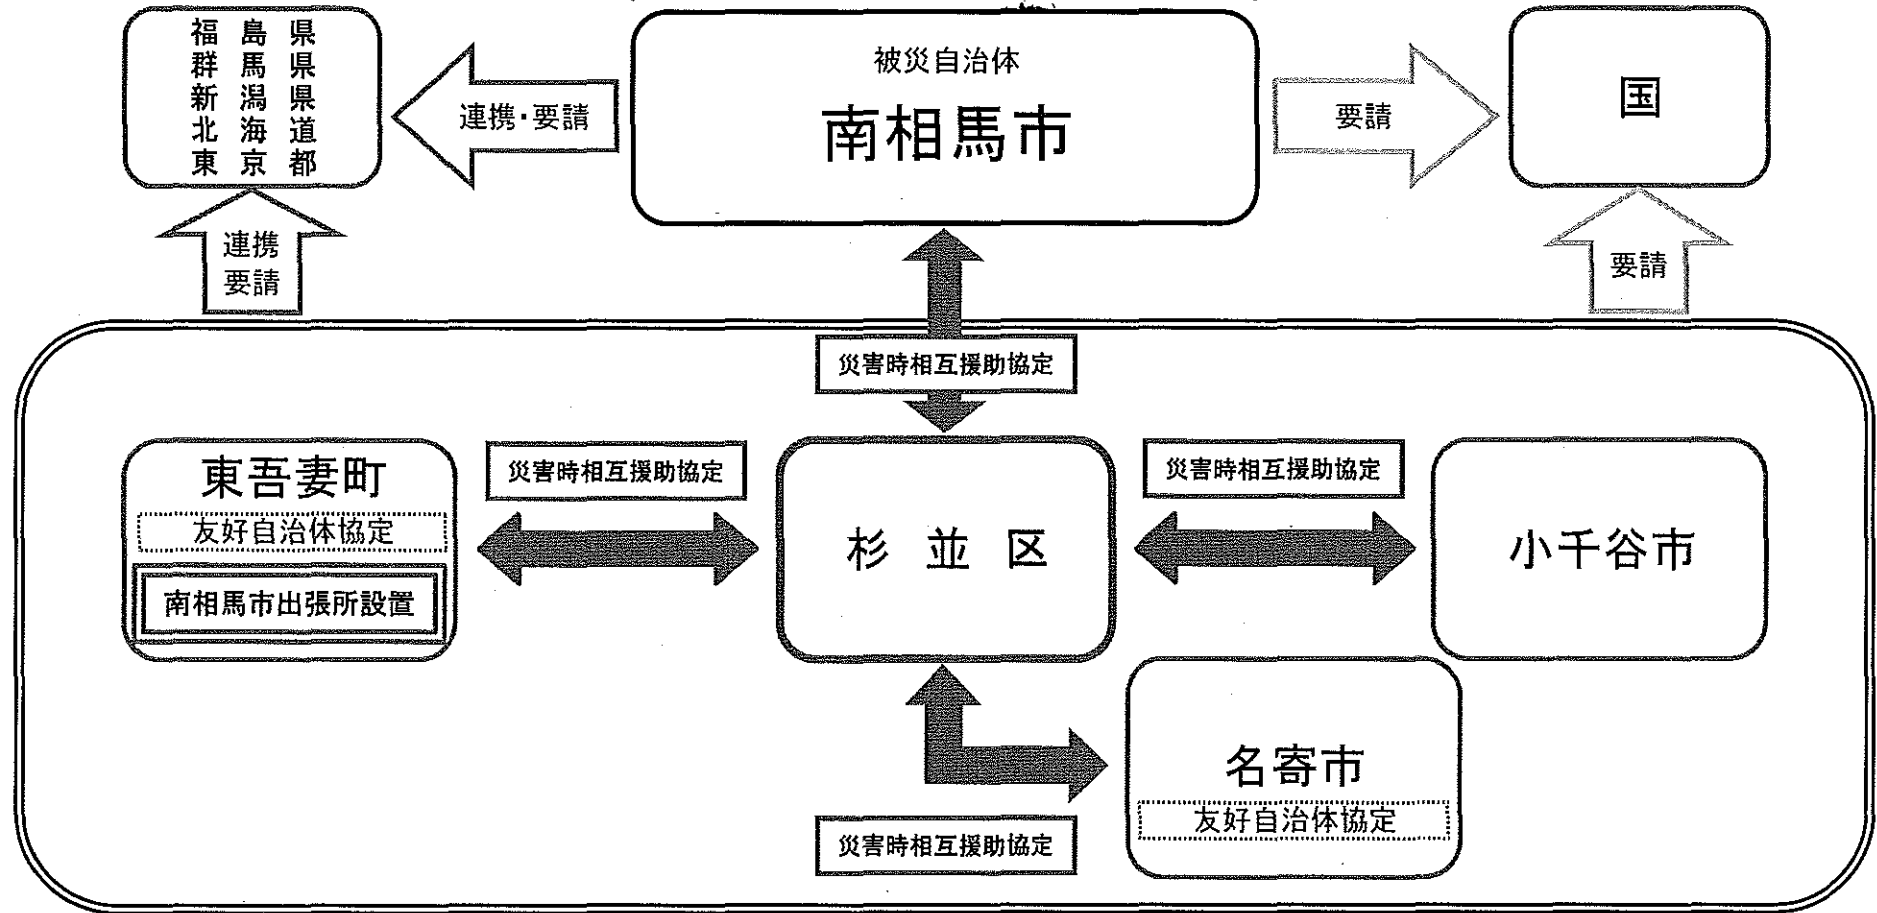 福島県
群馬県
新潟県
北海道
東京都
連携・要請
被災自治体
南相馬市
要請
国
連携
要請
要請
災害時相互援助協定
東吾妻町
友好自治体協定
南相馬市出張所設置
災害時相互援助協定
杉並区
災害時相互援助協定
小千谷市
名寄市
友好自治体協定
災害時相互援助協定